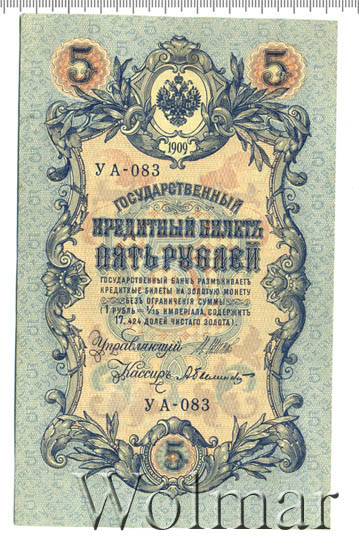 5 5
1909
УА-083
ГОСУДАРСТВЕННЫЙ
КРЕДИТНЫЙ БИЛЕТЪ
ПЯТЬ РУБЛЕЙ
ГОСУДАРСТВЕННЫЙ БАНКЪ РАЗМѢНИВАЕТЪ
КРЕДИТНЫЕ БИЛЕТЫ НА ЗОЛОТУЮ МОНЕТУ
БЕЗЪ ОГРАНИЧЕНІЯ СУММЫ
(1 РУБЛЬ = 1/15 ИМПЕРІАЛА, СОДЕРЖИТЪ
17,424 ДОЛЕЙ ЧИСТАГО ЗОЛОТА).
Управляющій
Кассиръ
УА-083
5
Wolmar